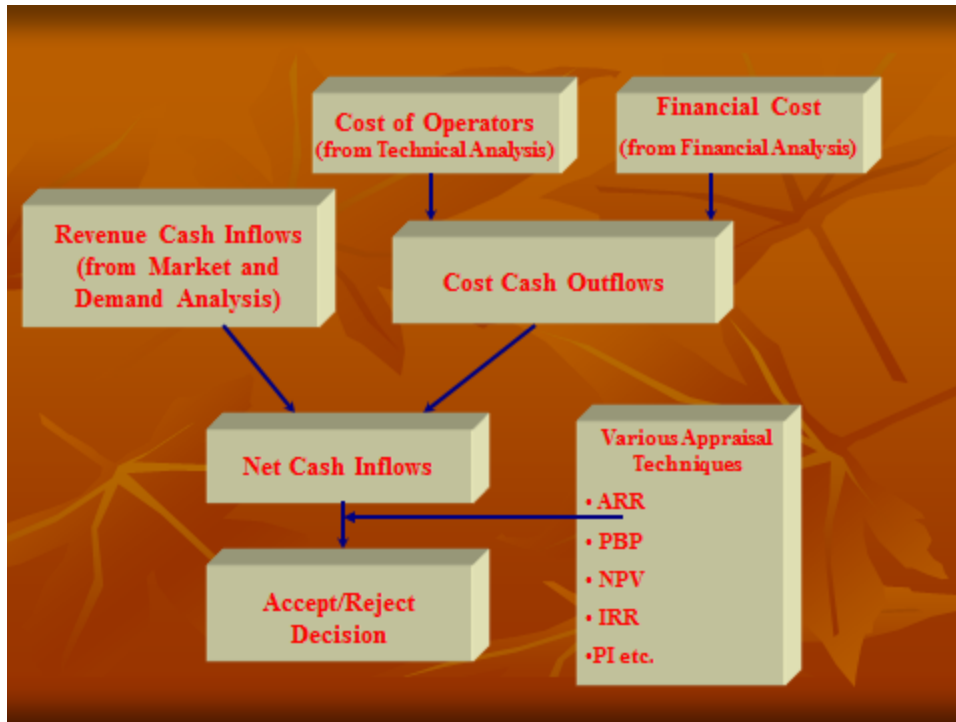 Cost of Operators
(from Technical Analysis)
Financial Cost
(from Financial Analysis)
Revenue Cash Inflows
(from Market and
Demand Analysis)
Cost Cash Outflows
Net Cash Inflows
Various Appraisal
Techniques
• ARR
• PBP
• NPV
• IRR
•PI etc.
Accept/Reject
Decision